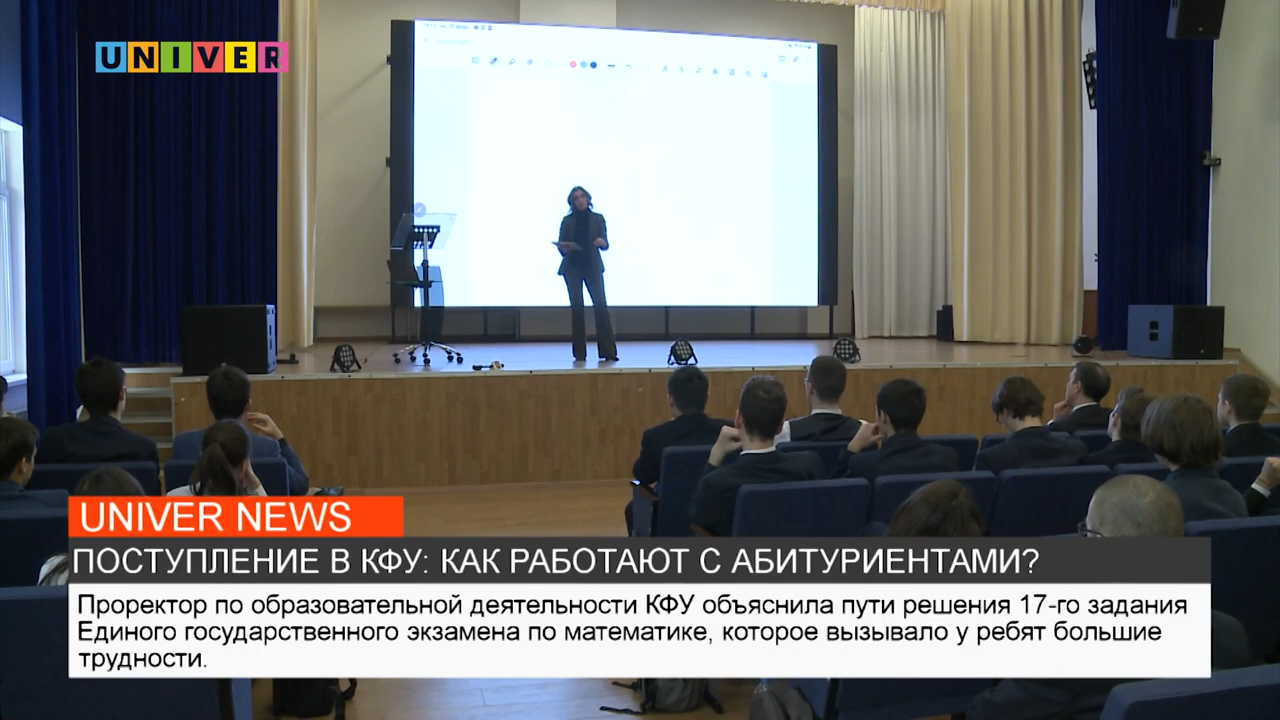 UNIVER
UNIVER NEWS
ПОСТУПЛЕНИЕ В КФУ: КАК РАБОТАЮТ С АБИТУРИЕНТАМИ?
Проректор по образовательной деятельности КФУ объяснила пути решения 17-го задания
Единого государственного экзамена по математике, которое вызывало у ребят большие
трудности.